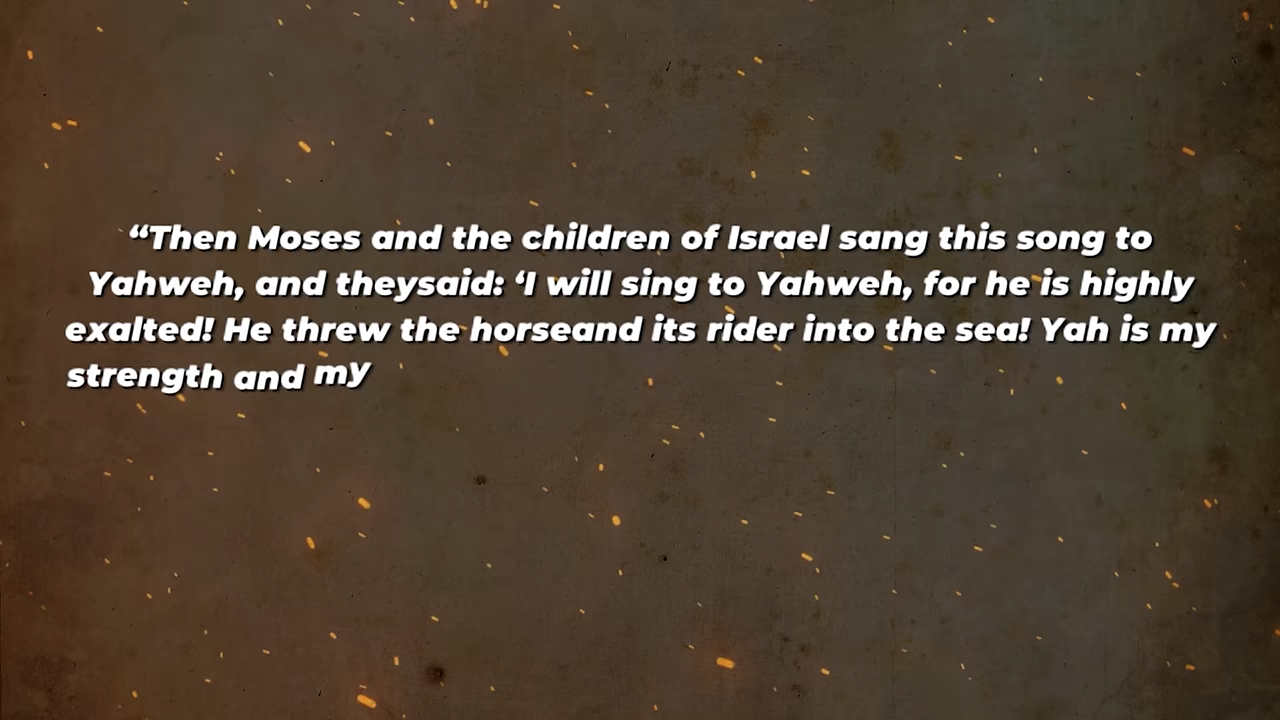 “Then Moses and the children of Israel sang this song to
Yahweh, and theysaid: ‘I will sing to Yahweh, for he is highly
exalted! He threw the horseand its rider into the sea! Yah is my
strength and my